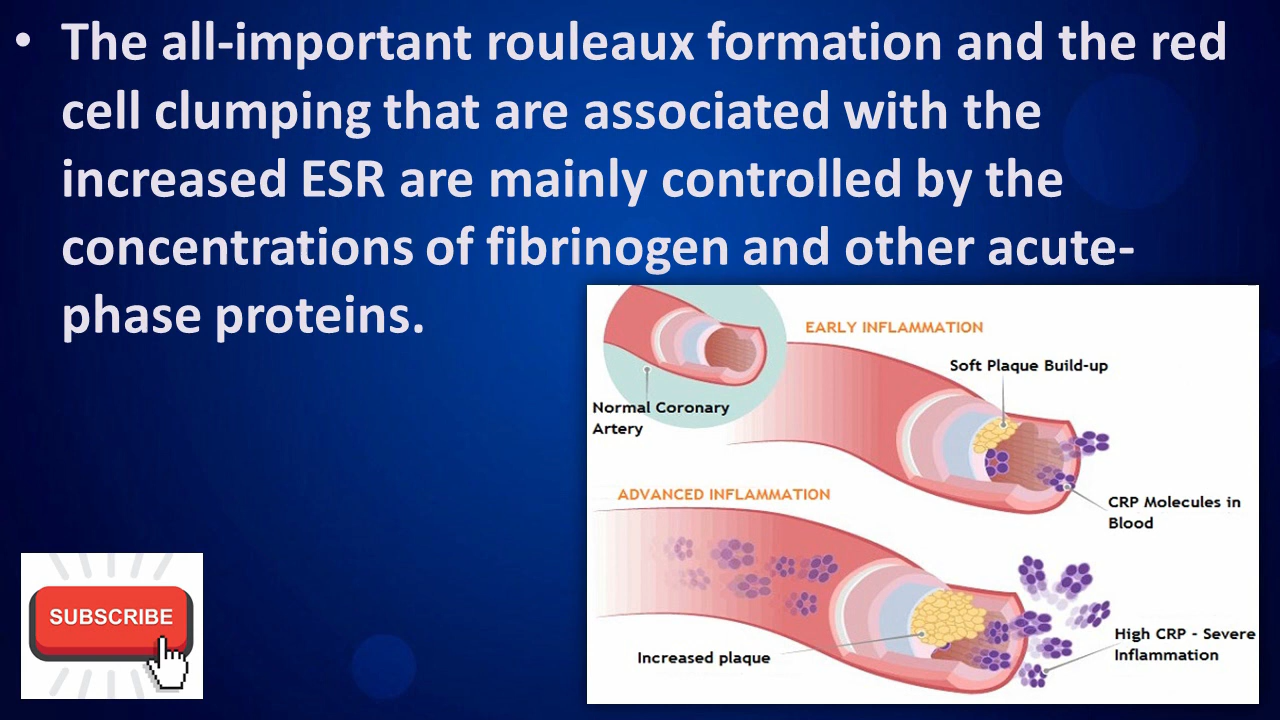 • The all-important rouleaux formation and the red
cell clumping that are associated with the
increased ESR are mainly controlled by the
concentrations of fibrinogen and other acute-
phase proteins.
EARLY INFLAMMATION
Soft Plaque Build-up
Normal Coronary
Artery
ADVANCED INFLAMMATION
CRP Molecules in
Blood
SUBSCRIBE
High CRP - Severe
Inflammation
Increased plaque